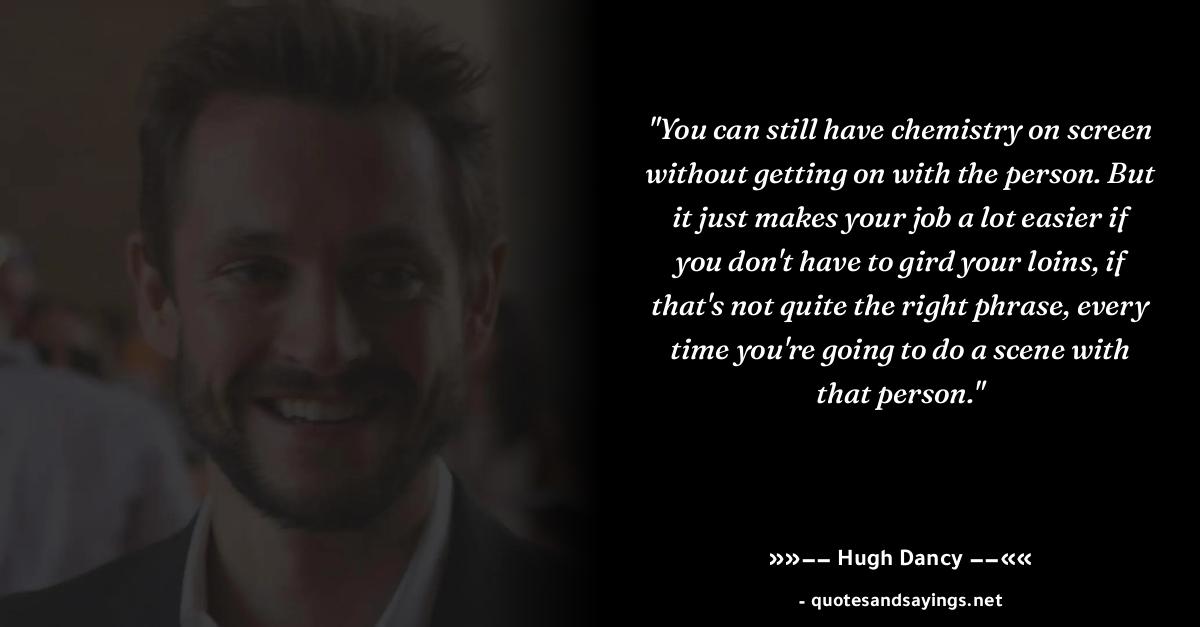 "You can still have chemistry on screen
without getting on with the person. But
it just makes your job a lot easier if
you don't have to gird your loins, if
that's not quite the right phrase, every
time you're going to do a scene with
that person."
»»−− Hugh Dancy −−««
- quotesandsayings.net